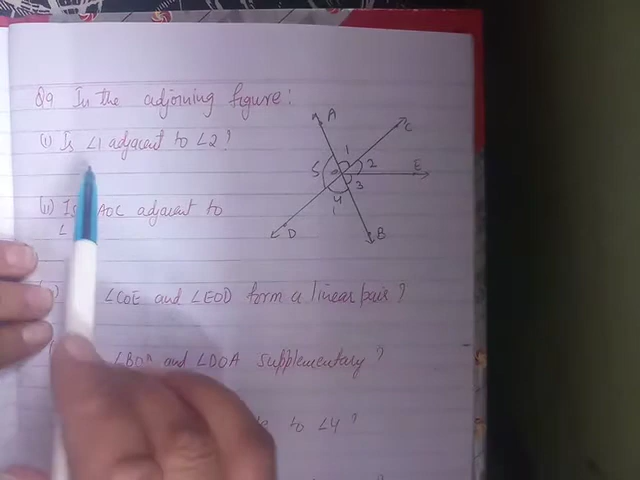 Q9 In the adjoining figure:
(i) Is ∠1 adjacent to ∠2?
(ii) Is AOC adjacent to
∠
∠COE and ∠EOD form a linear pair?
∠BOD and ∠DOA supplementary?
to ∠4?
A
C
1
2
E
5
3
4
D
B